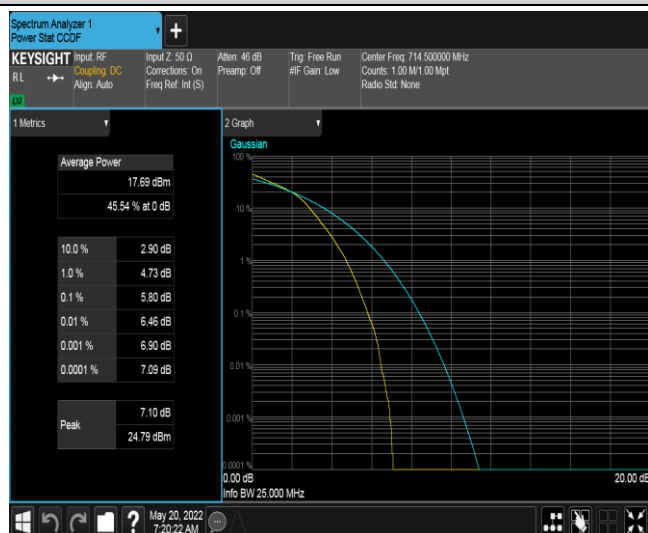 Spectrum Analyzer 1
Power Stat CCDF
+
KEYSIGHT
RL
Input: RF
Coupling: DC
Align: Auto
Input Z: 50 Ω
Corrections: On
Freq Ref: Int (S)
Atten: 46 dB
Preamp: Off
Trig: Free Run
#IF Gain: Low
Center Freq: 714.500000 MHz
Counts: 1.00 M/1.00 Mpt
Radio Std: None
1 Metrics
Average Power
17.69 dBm
45.54 % at 0 dB
10.0 % 2.90 dB
1.0 % 4.73 dB
0.1 % 5.80 dB
0.01 % 6.46 dB
0.001 % 6.90 dB
0.0001 % 7.09 dB
Peak
7.10 dB
24.79 dBm
2 Graph
Gaussian
100 %
10 %
1 %
0.1 %
0.01 %
0.001 %
0.0001 %
0.00 dB 20.00 dB
Info BW 25.000 MHz
?
May 20, 2022
7:20:22 AM